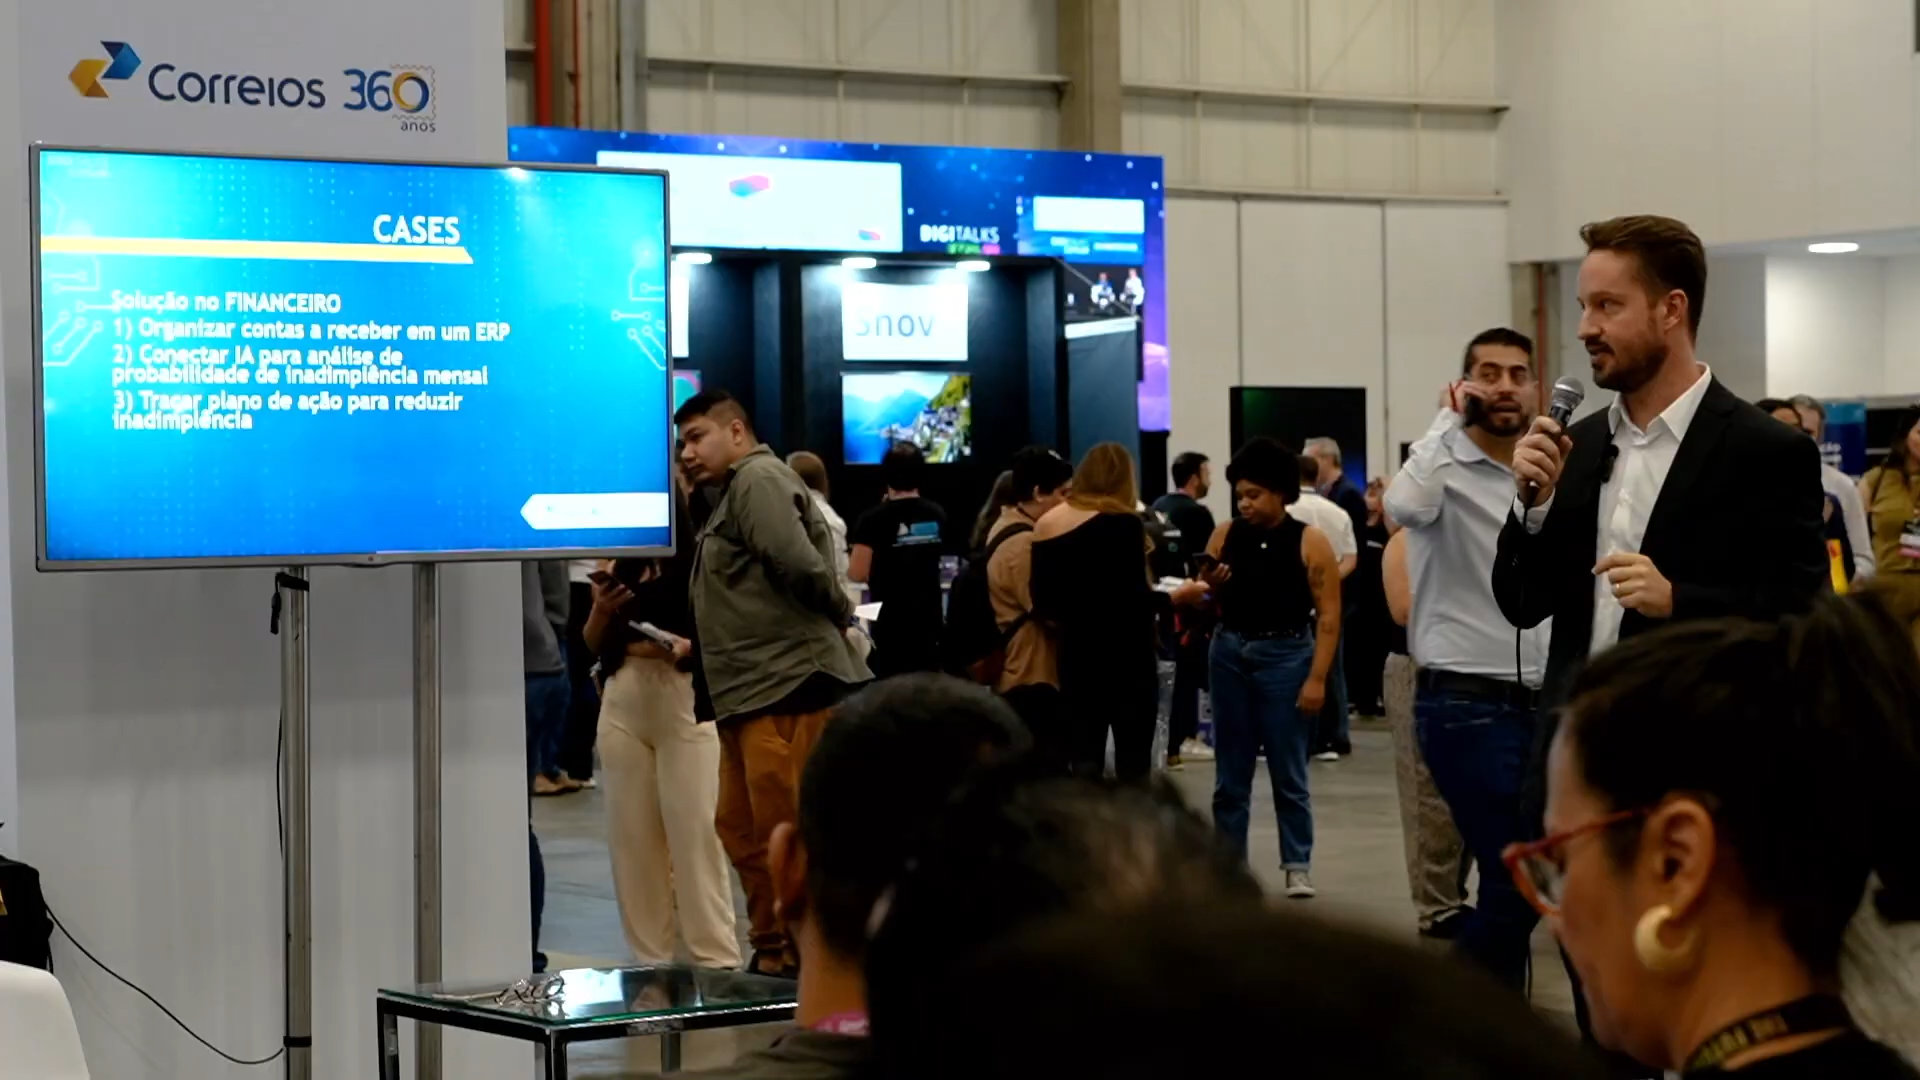 Correios 360
anos
CASES
Solução no FINANCEIRO
1) Organizar contas a receber em um ERP
2) Conectar IA para análise de
probabilidade de inadimplência mensal
3) Traçar plano de ação para reduzir
inadimplência
DIGITALKS